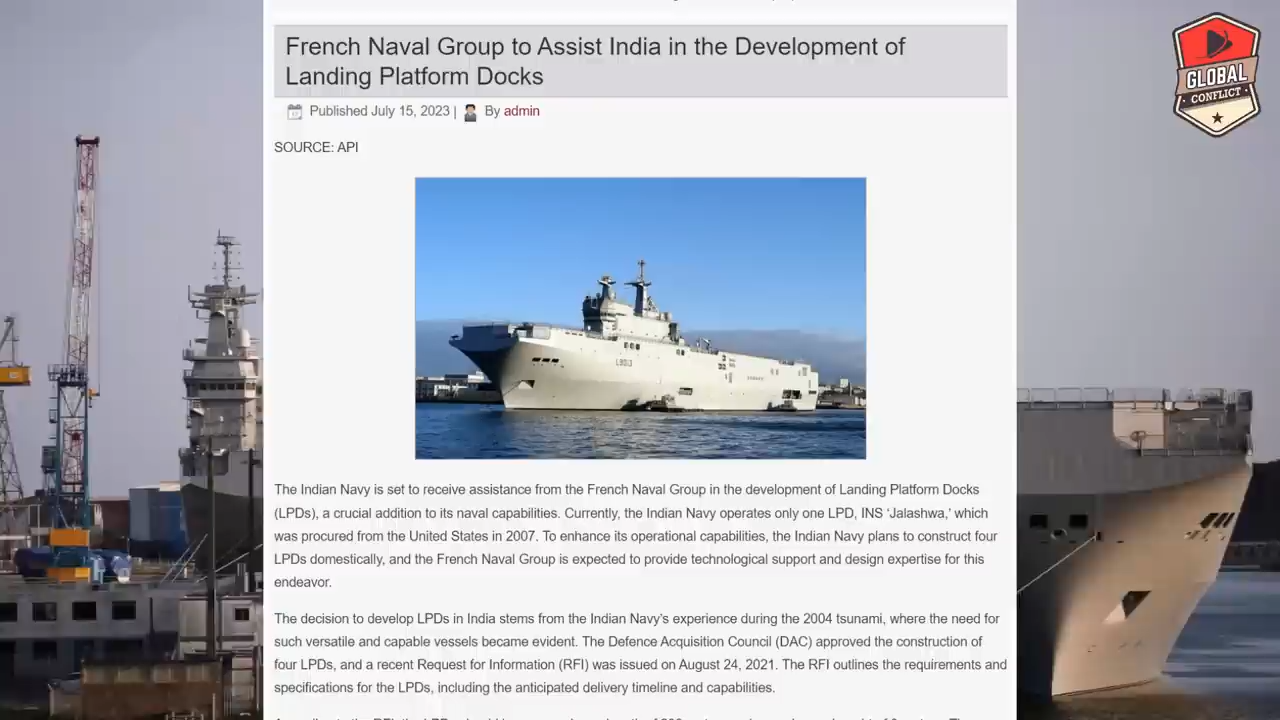 French Naval Group to Assist India in the Development of
Landing Platform Docks
Published July 15, 2023 | By admin
SOURCE: API
L9013
The Indian Navy is set to receive assistance from the French Naval Group in the development of Landing Platform Docks
(LPDs), a crucial addition to its naval capabilities. Currently, the Indian Navy operates only one LPD, INS ‘Jalashwa,’ which
was procured from the United States in 2007. To enhance its operational capabilities, the Indian Navy plans to construct four
LPDs domestically, and the French Naval Group is expected to provide technological support and design expertise for this
endeavor.
The decision to develop LPDs in India stems from the Indian Navy’s experience during the 2004 tsunami, where the need for
such versatile and capable vessels became evident. The Defence Acquisition Council (DAC) approved the construction of
four LPDs, and a recent Request for Information (RFI) was issued on August 24, 2021. The RFI outlines the requirements and
specifications for the LPDs, including the anticipated delivery timeline and capabilities.
GLOBAL
CONFLICT